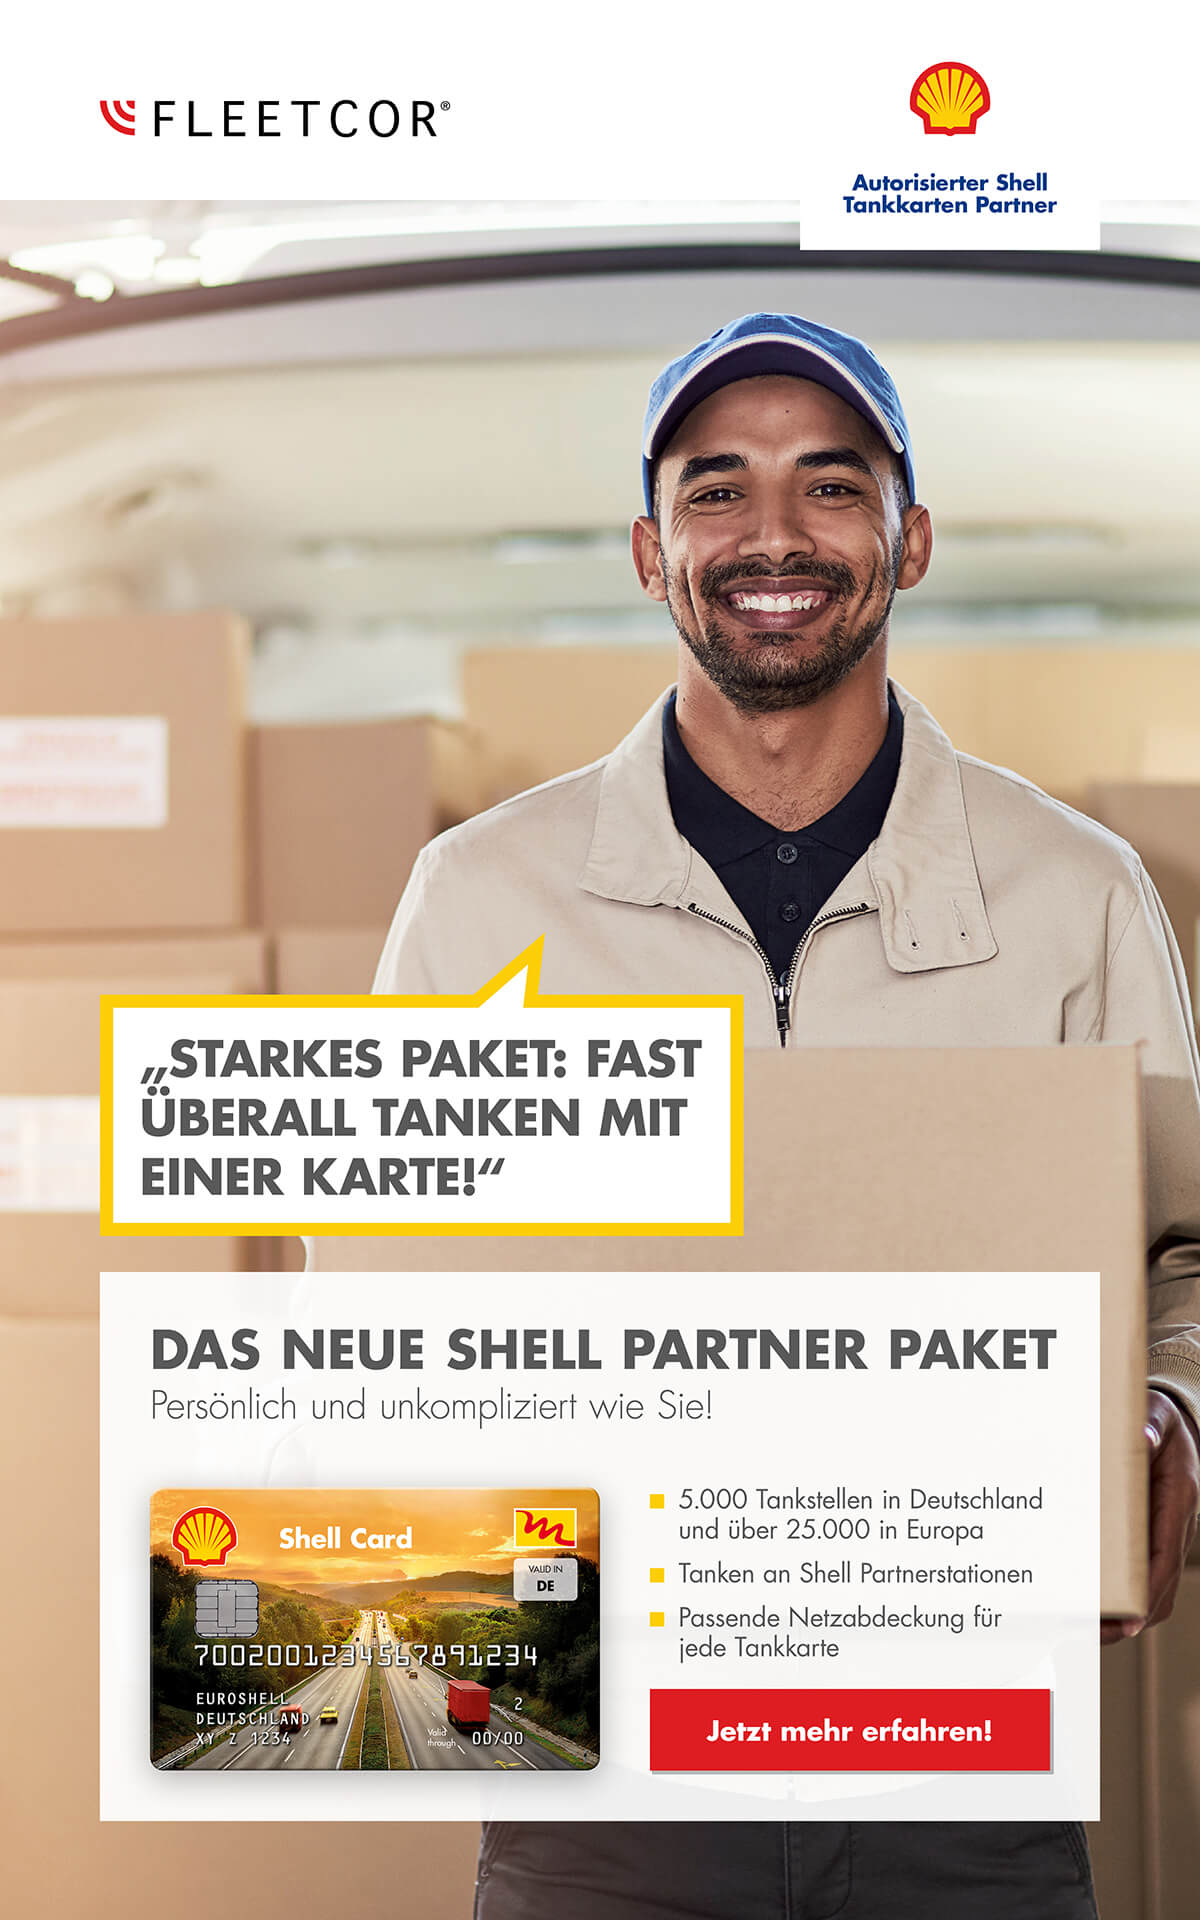 FLEETCOR®
Autorisierter Shell
Tankkarten Partner
„STARKES PAKET: FAST
ÜBERALL TANKEN MIT
EINER KARTE!“
DAS NEUE SHELL PARTNER PAKET
Persönlich und unkompliziert wie Sie!
Shell Card
VALID IN
DE
7002001234567891234
EUROSHELL
2
DEUTSCHLAND
XY Z 1234
Valid
through
00/00
5.000 Tankstellen in Deutschland
und über 25.000 in Europa
Tanken an Shell Partnerstationen
Passende Netzabdeckung für
jede Tankkarte
Jetzt mehr erfahren!